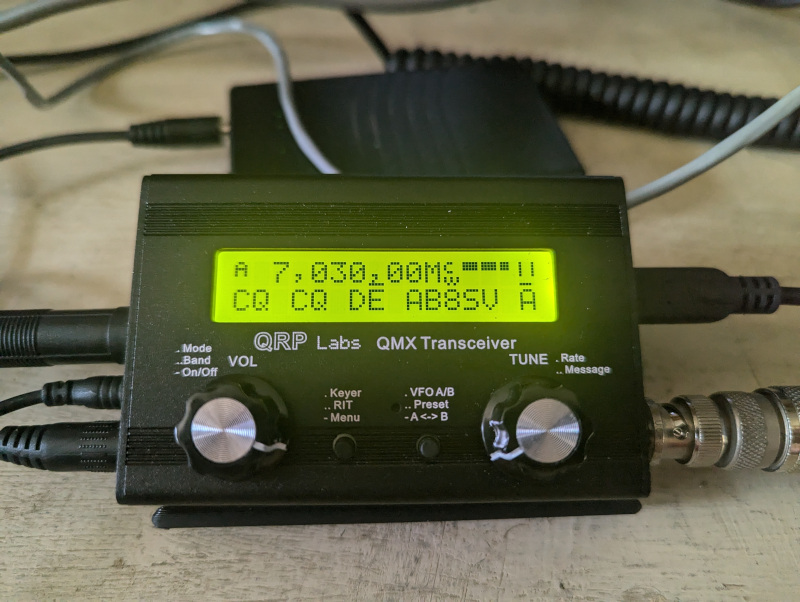 A 7,030,00M
CQ CQ DE AB8SV A
QRP Labs QMX Transceiver
. Mode
.. Band
- On/Off
VOL
. Keyer
.. RIT
- Menu
. VFO A/B
.. Preset
- A <-> B
TUNE
. Rate
.. Message